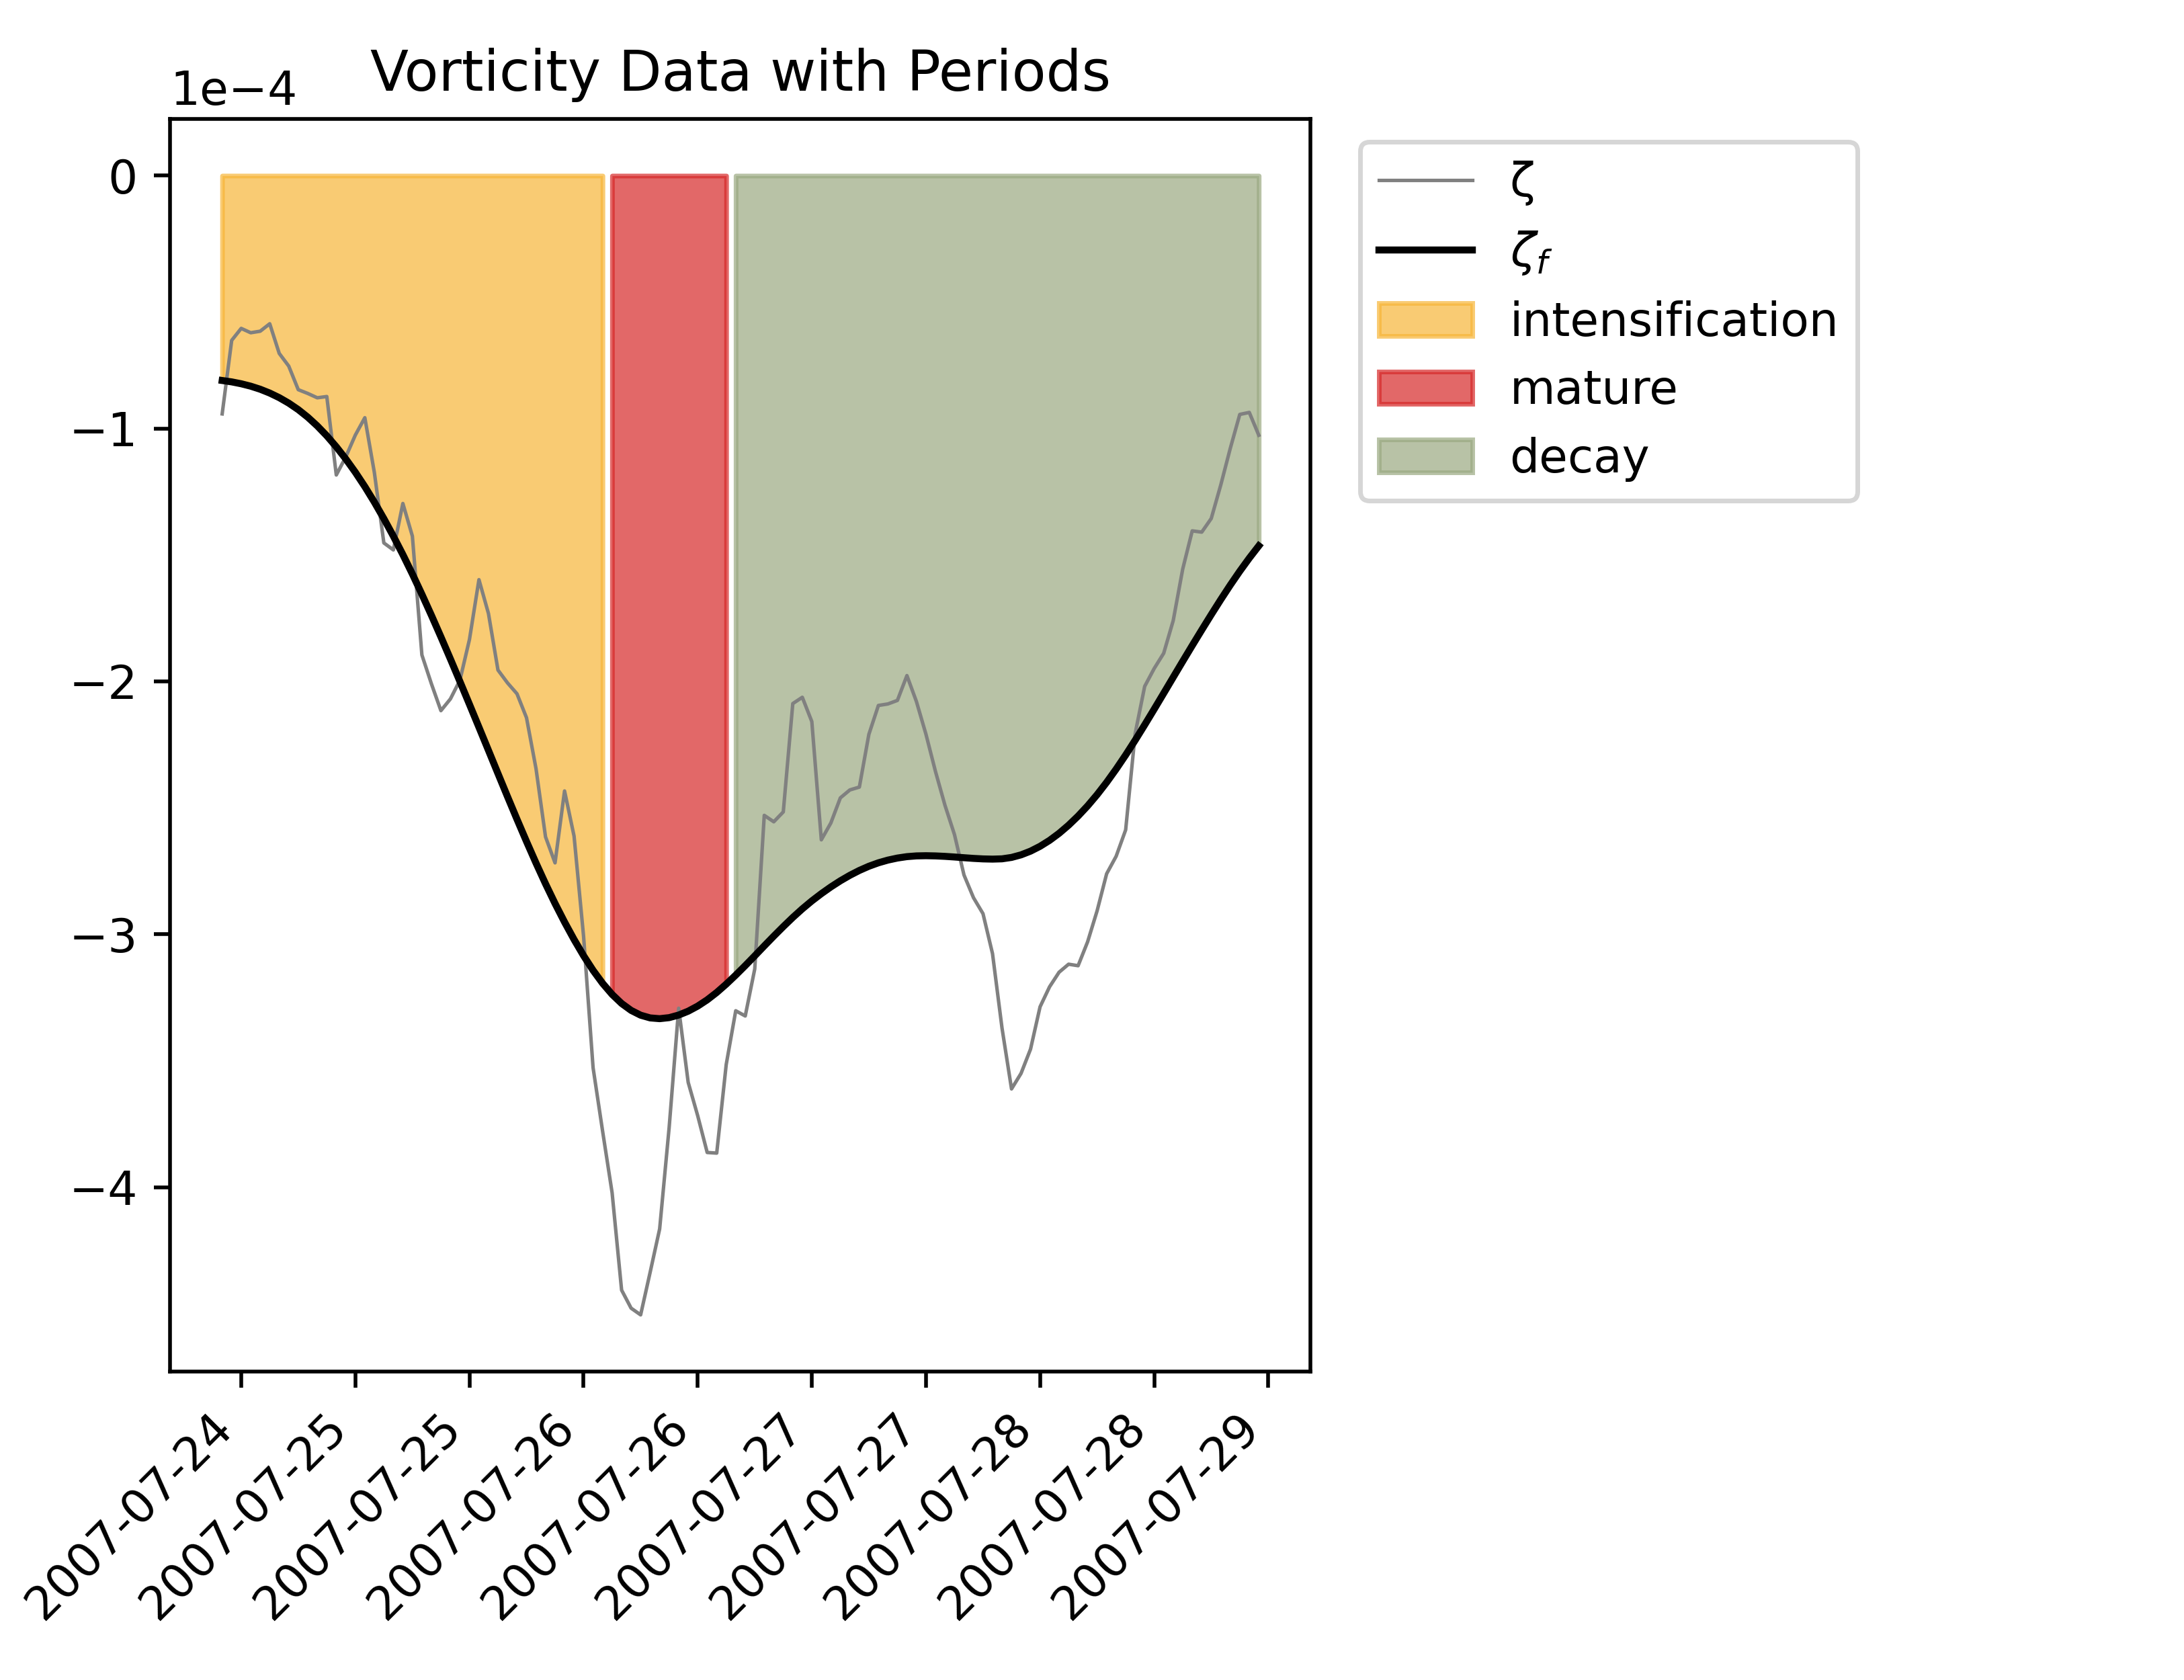 Vorticity Data with Periods
1e−4
0
−1
−2
−3
−4
2007-07-24
2007-07-25
2007-07-25
2007-07-26
2007-07-26
2007-07-27
2007-07-27
2007-07-28
2007-07-28
2007-07-29
ζ
ζf
intensification
mature
decay